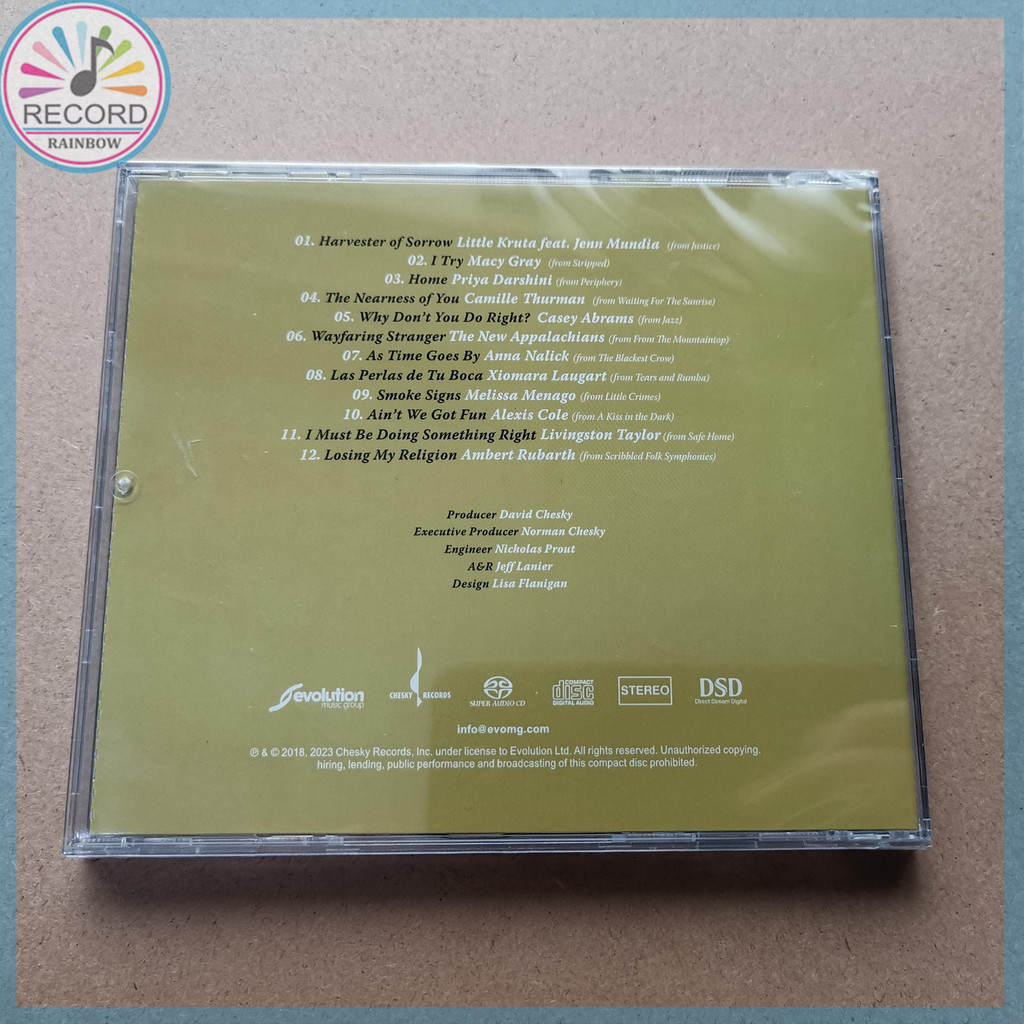 RECORD
RAINBOW
01. Harvester of Sorrow Little Kruta feat. Jenn Mundia (from Justice)
02. I Try Macy Gray (from Stripped)
03. Home Priya Darshini (from Periphery)
04. The Nearness of You Camille Thurman (from Waiting For The Sunrise)
05. Why Don't You Do Right? Casey Abrams (from Jazz)
06. Wayfaring Stranger The New Appalachians (from From The Mountaintop)
07. As Time Goes By Anna Nalick (from The Blackest Crow)
08. Las Perlas de Tu Boca Xiomara Laugart (from Tears and Rumba)
09. Smoke Signs Melissa Menago (from Little Crimes)
10. Ain't We Got Fun Alexis Cole (from A Kiss in the Dark)
11. I Must Be Doing Something Right Livingston Taylor (from Safe Home)
12. Losing My Religion Ambert Rubarth (from Scribbled Folk Symphonies)
Producer David Chesky
Executive Producer Norman Chesky
Engineer Nicholas Prout
A&R Jeff Lanier
Design Lisa Flanigan
evolution
music group
CHESKY RECORDS
SUPER AUDIO CD
COMPACT
disc
DIGITAL AUDIO
STEREO
DSD
Direct Stream Digital
info@evomg.com
℗ & © 2018, 2023 Chesky Records, Inc. under license to Evolution Ltd. All rights reserved. Unauthorized copying.
hiring, lending, public performance and broadcasting of this compact disc prohibited.